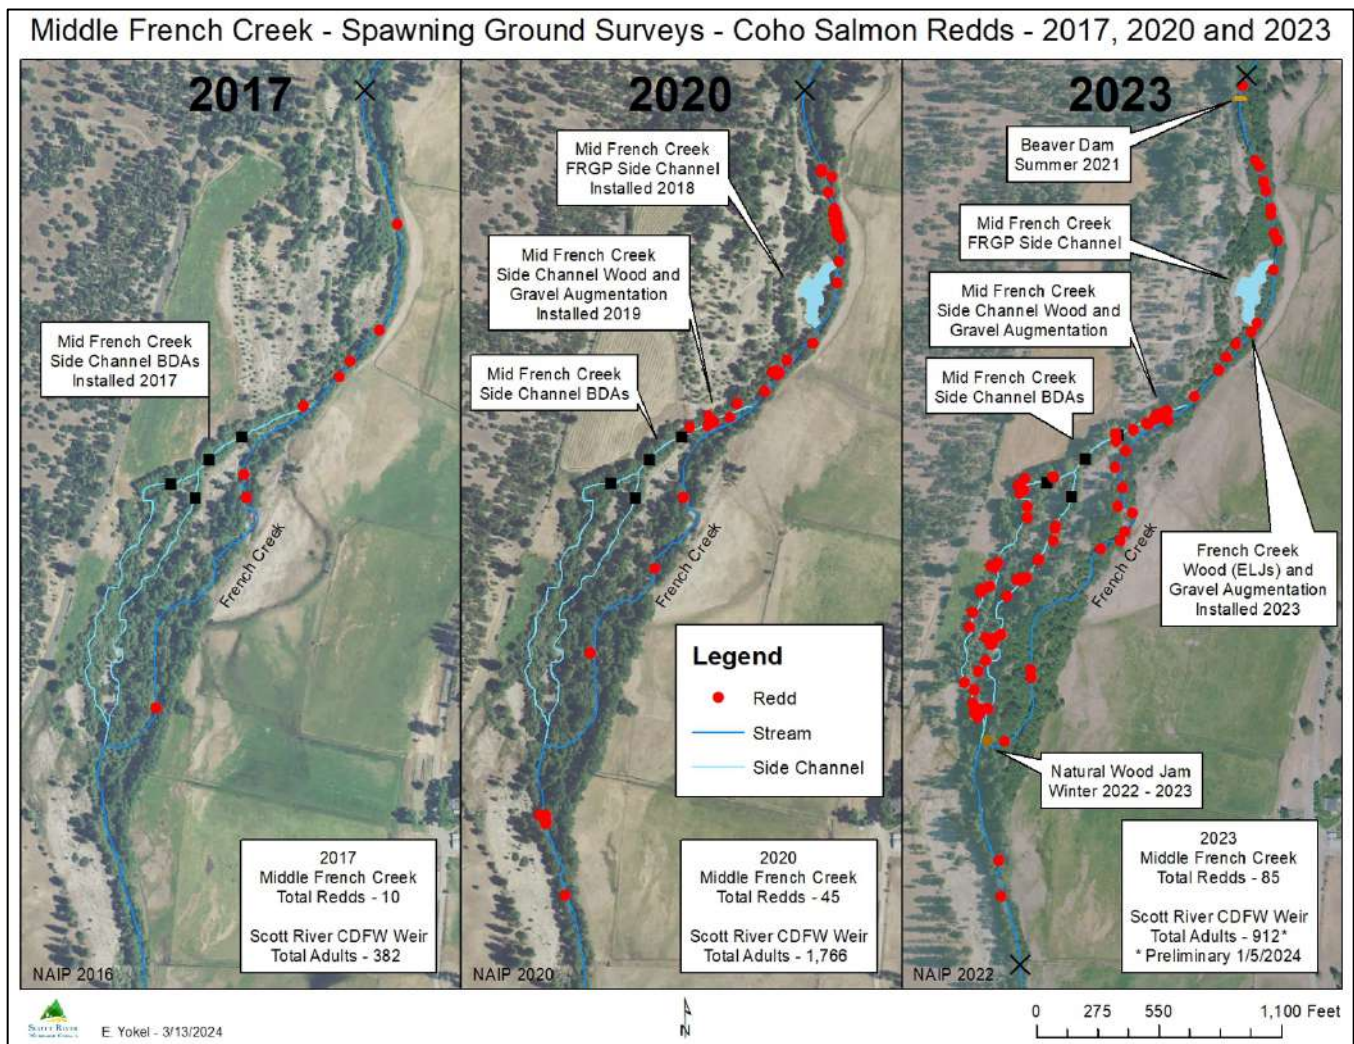 Middle French Creek - Spawning Ground Surveys - Coho Salmon Redds - 2017, 2020 and 2023
2017
Mid French Creek
Side Channel BDAs
Installed 2017
French Creek
2017
Middle French Creek
Total Redds - 10
Scott River CDFW Weir
Total Adults - 382
NAIP 2016
2020
Mid French Creek
FRGP Side Channel
Installed 2018
Mid French Creek
Side Channel Wood and
Gravel Augmentation
Installed 2019
Mid French Creek
Side Channel BDAs
French Creek
Legend
Redd
Stream
Side Channel
2020
Middle French Creek
Total Redds - 45
Scott River CDFW Weir
Total Adults - 1,766
NAIP 2020
2023
Beaver Dam
Summer 2021
Mid French Creek
FRGP Side Channel
Mid French Creek
Side Channel Wood and
Gravel Augmentation
Mid French Creek
Side Channel BDAs
French Creek
French Creek
Wood (ELJs) and
Gravel Augmentation
Installed 2023
Natural Wood Jam
Winter 2022 - 2023
2023
Middle French Creek
Total Redds - 85
Scott River CDFW Weir
Total Adults - 912*
* Preliminary 1/5/2024
NAIP 2022
SCOTT RIVER
E. Yokel - 3/13/2024
N
0 275 550 1,100 Feet